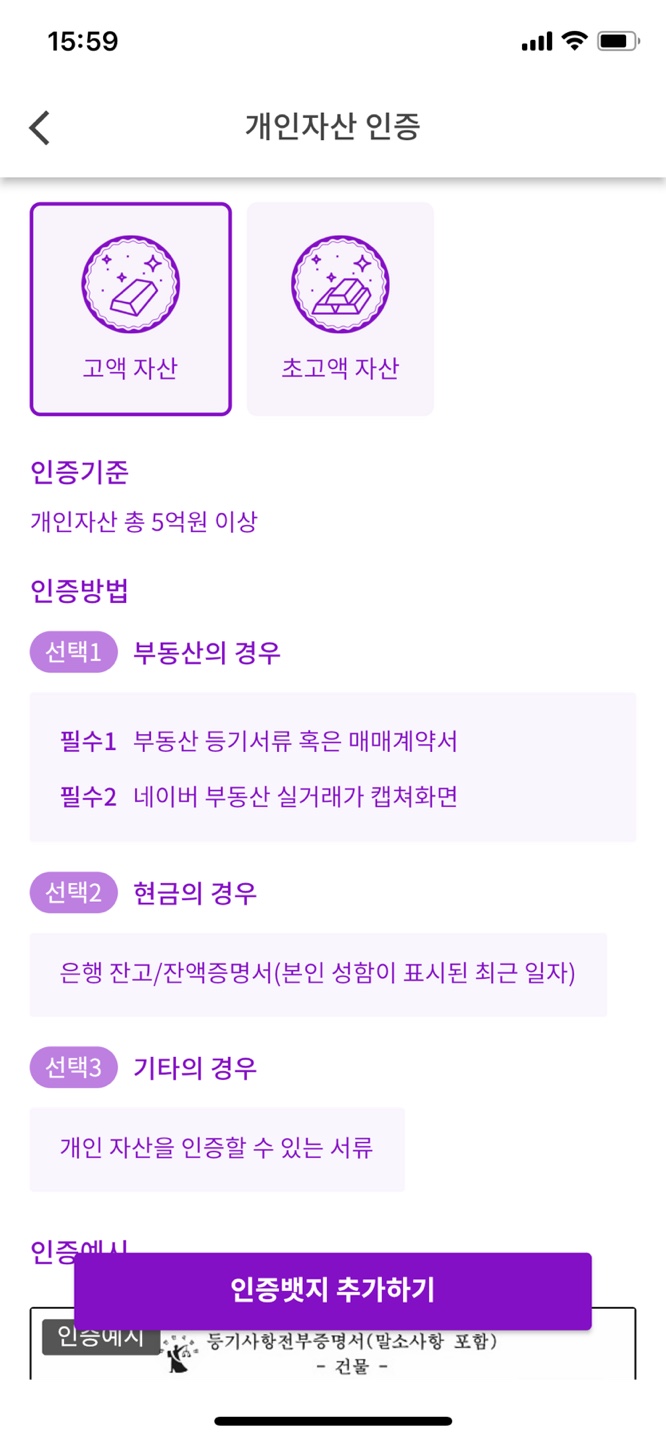 15:59
개인자산 인증
고액 자산
초고액 자산
인증기준
개인자산 총 5억원 이상
인증방법
선택1 부동산의 경우
필수1 부동산 등기서류 혹은 매매계약서
필수2 네이버 부동산 실거래가 캡쳐화면
선택2 현금의 경우
은행 잔고/잔액증명서(본인 성함이 표시된 최근 일자)
선택3 기타의 경우
개인 자산을 인증할 수 있는 서류
인증예시
인증뱃지 추가하기
인증예시
등기사항전부증명서(말소사항 포함)
- 건물 -